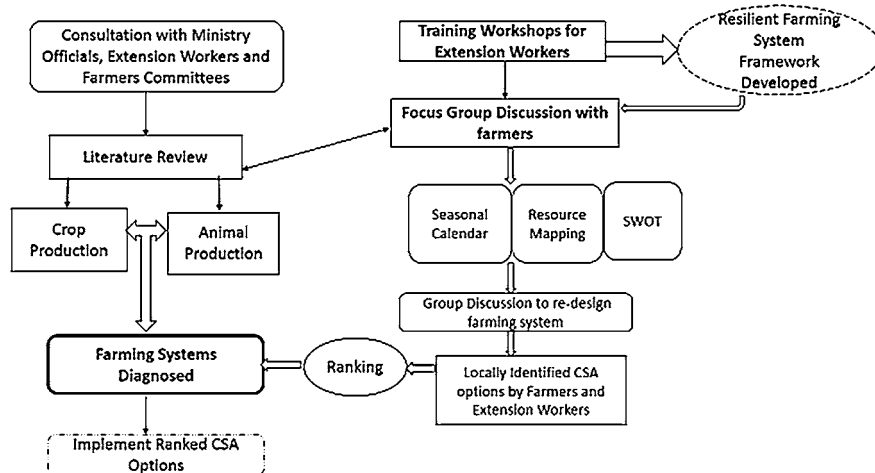 Consultation with Ministry
Officials, Extension Workers and
Farmers Committees
Literature Review
Crop
Production
Animal
Production
Farming Systems
Diagnosed
Implement Ranked CSA
Options
Training Workshops for
Extension Workers
Resilient Farming
System
Framework
Developed
Focus Group Discussion with
farmers
Seasonal
Calendar
Resource
Mapping
SWOT
Group Discussion to re-design
farming system
Locally Identified CSA
options by Farmers and
Extension Workers
Ranking